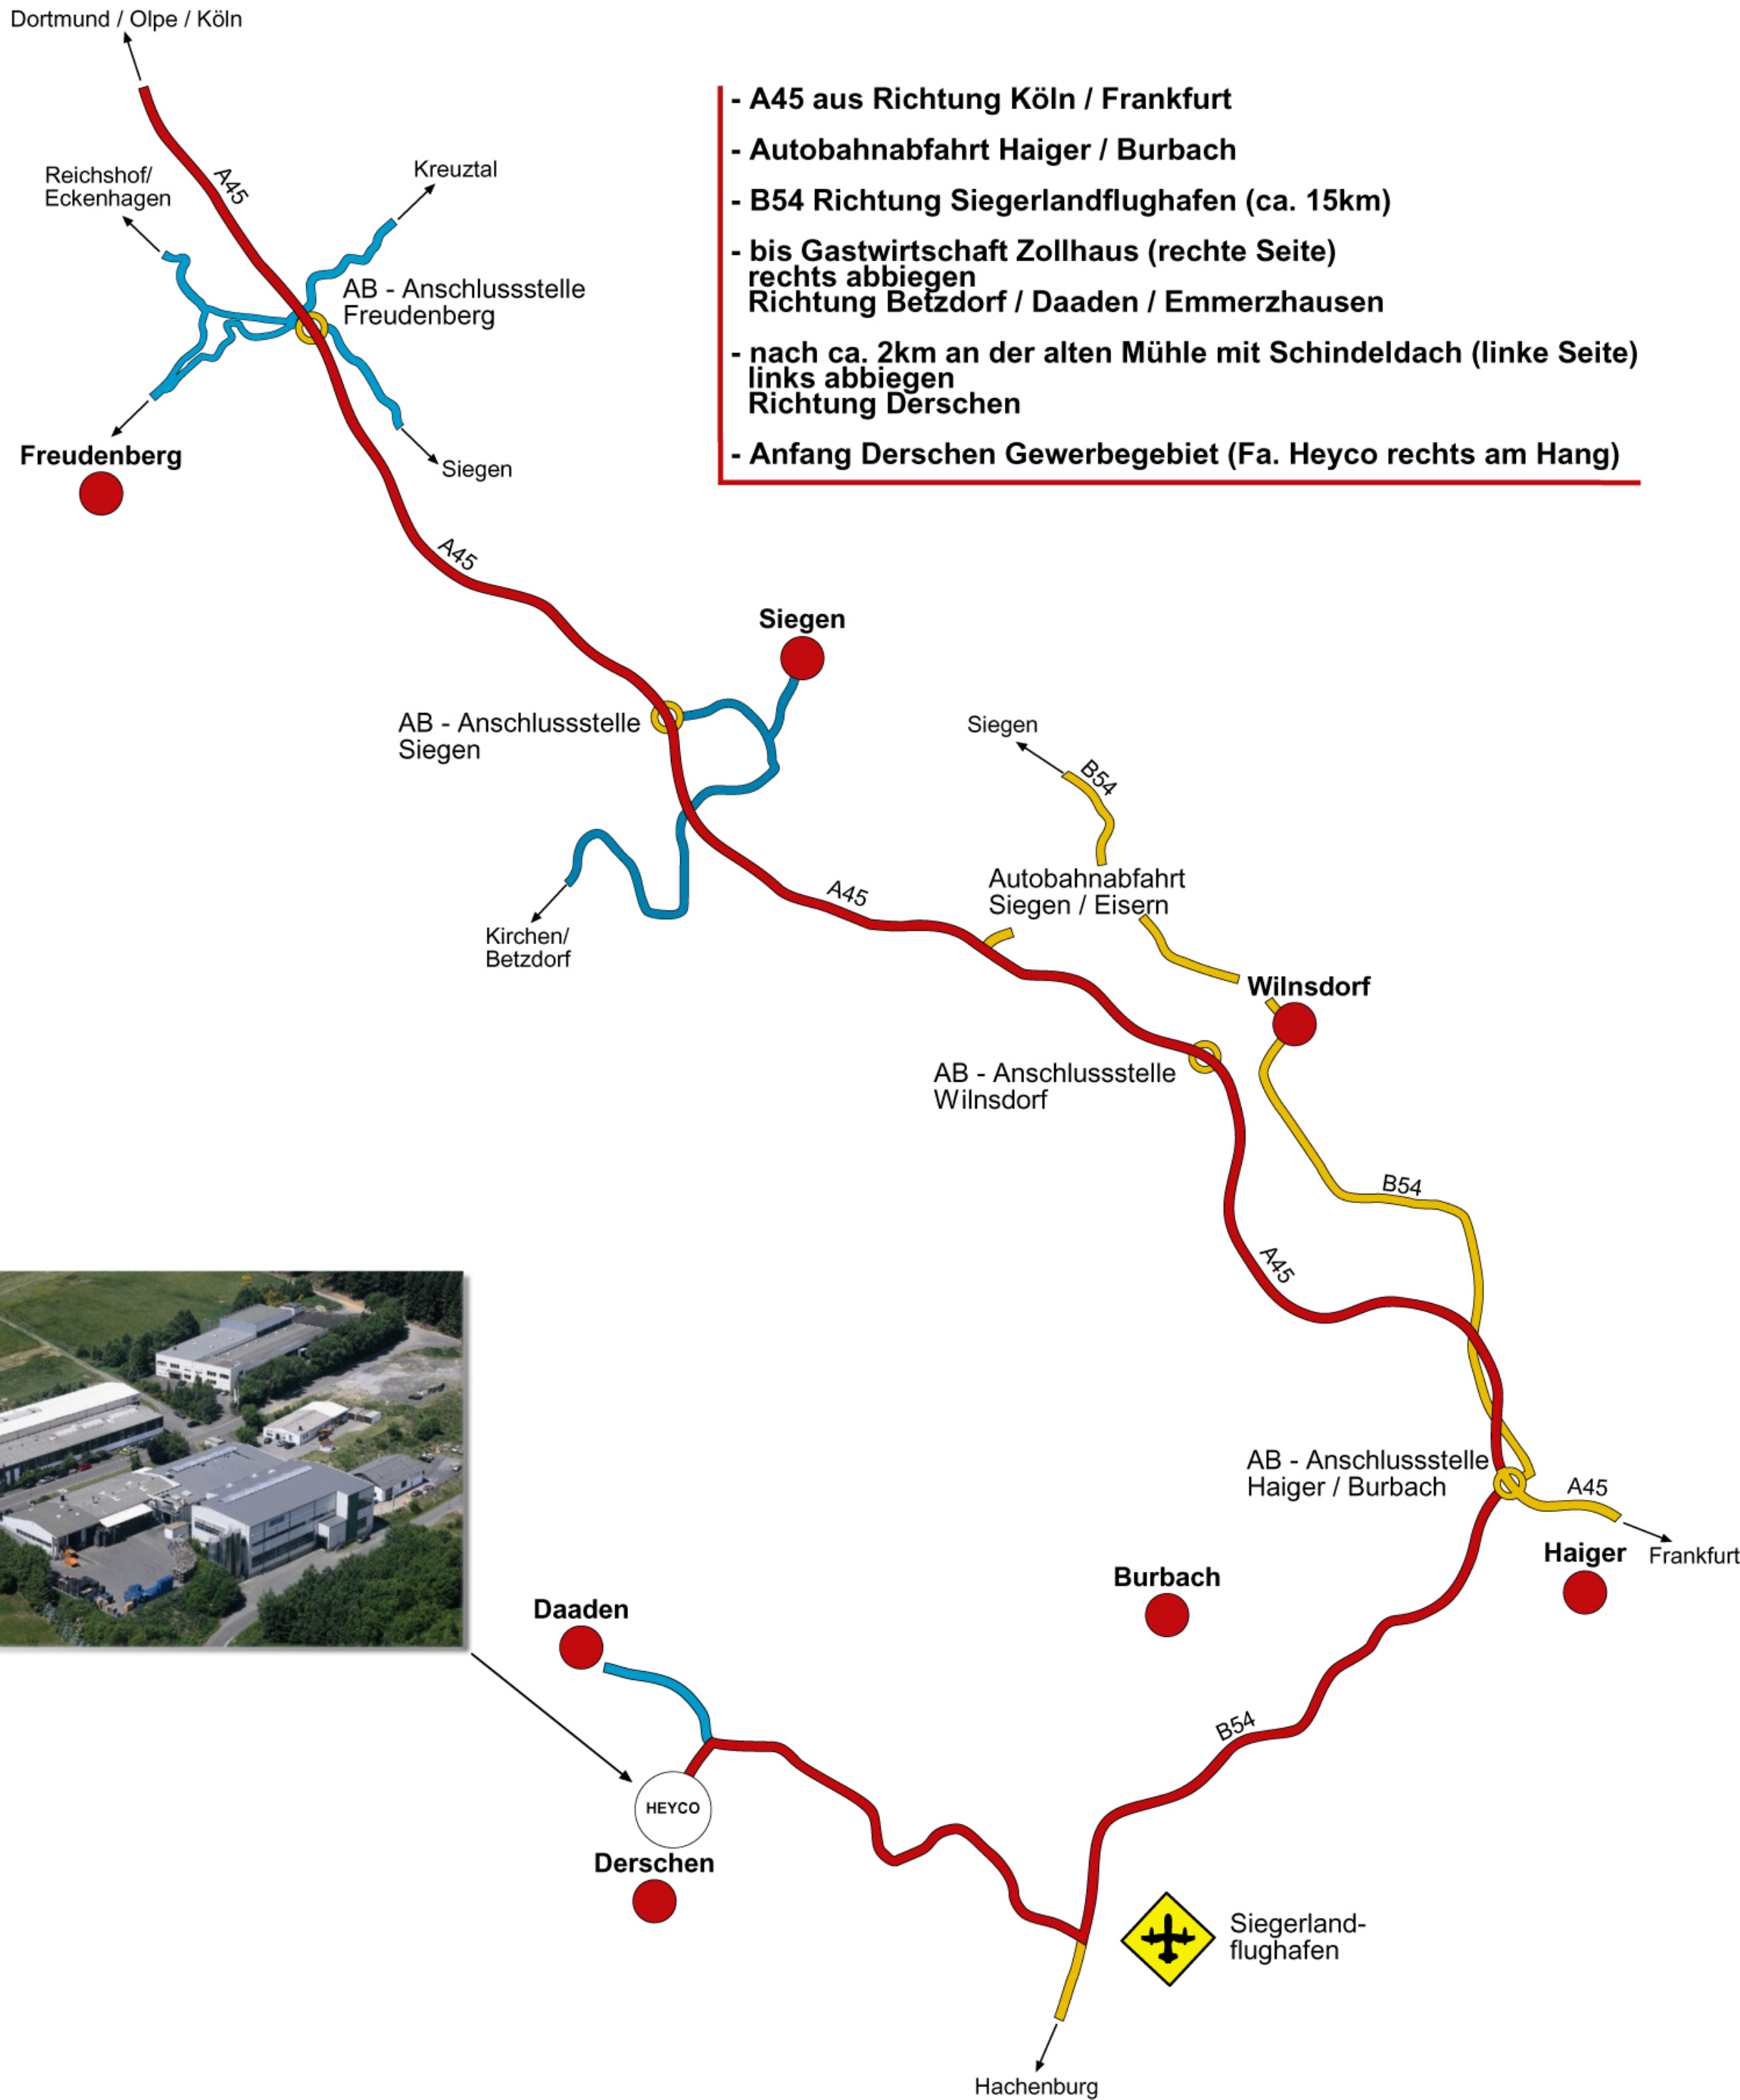 Dortmund / Olpe / Köln
- A45 aus Richtung Köln / Frankfurt
- Autobahnabfahrt Haiger / Burbach
- B54 Richtung Siegerlandflughafen (ca. 15km)
- bis Gastwirtschaft Zollhaus (rechte Seite)
rechts abbiegen
Richtung Betzdorf / Daaden / Emmerzhausen
- nach ca. 2km an der alten Mühle mit Schindeldach (linke Seite)
links abbiegen
Richtung Derschen
- Anfang Derschen Gewerbegebiet (Fa. Heyco rechts am Hang)
A45
Reichshof/
Eckenhagen
Kreuztal
AB - Anschlussstelle
Freudenberg
Freudenberg
Siegen
A45
Siegen
AB - Anschlussstelle
Siegen
Siegen
B54
A45
Autobahnabfahrt
Siegen / Eisern
Kirchen/
Betzdorf
Wilnsdorf
AB - Anschlussstelle
Wilnsdorf
B54
A45
AB - Anschlussstelle
Haiger / Burbach
A45
Haiger
Frankfurt
Burbach
Daaden
B54
HEYCO
Derschen
Siegerland-
flughafen
Hachenburg